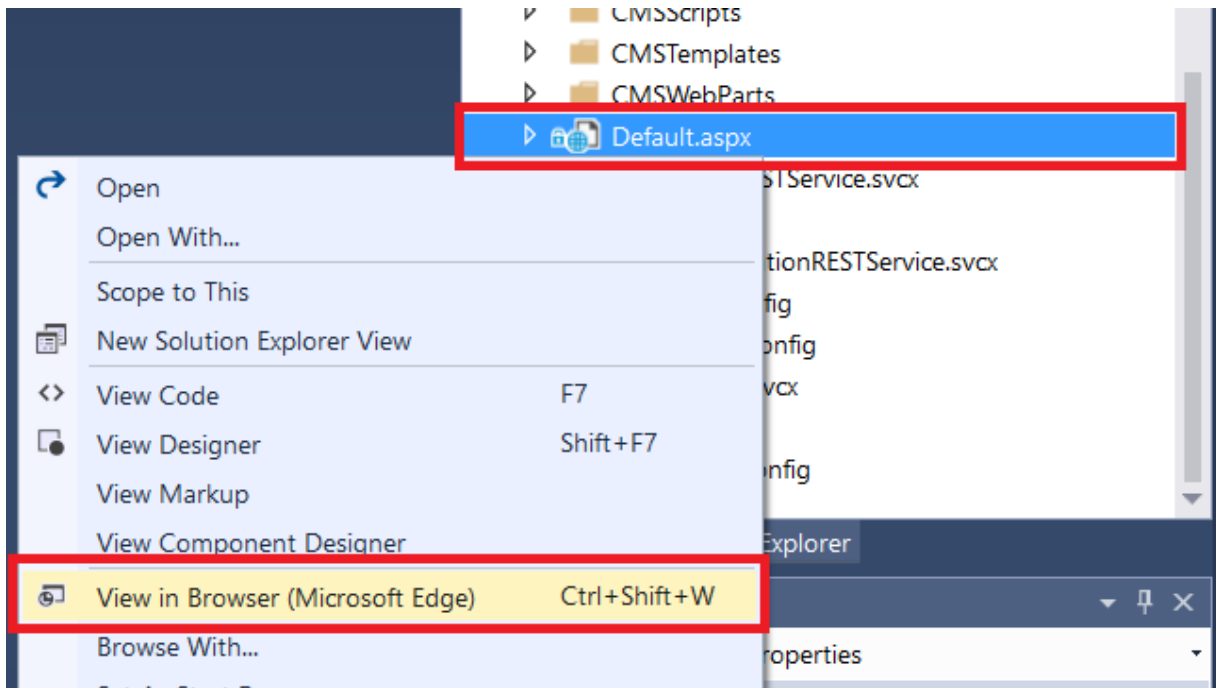 CMSScripts
CMSTemplates
CMSWebParts
Default.aspx
Open
STService.svcx
Open With...
tionRESTService.svcx
Scope to This
fig
New Solution Explorer View
onfig
View Code F7
vcx
View Designer Shift+F7
nfig
View Markup
View Component Designer
Explorer
View in Browser (Microsoft Edge) Ctrl+Shift+W
Browse With...
roperties